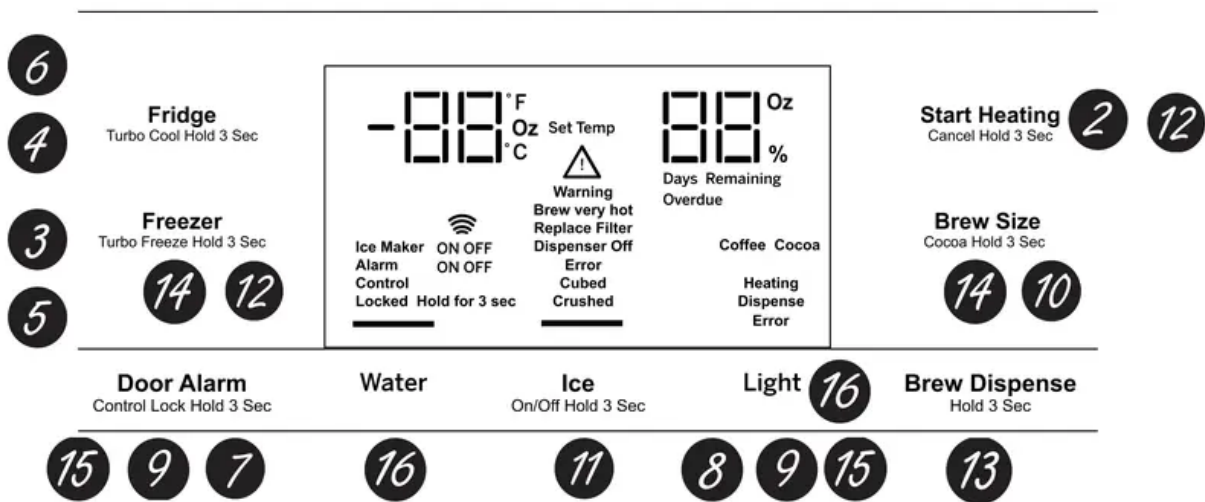 6
4
Fridge
Turbo Cool Hold 3 Sec
-88 °F Oz °C Set Temp
88 Oz %
Days Remaining
Overdue
Start Heating 2 12
Cancel Hold 3 Sec
3
5
Freezer
Turbo Freeze Hold 3 Sec
14 12
Ice Maker ON OFF
Alarm ON OFF
Control
Locked Hold for 3 sec
!
Warning
Brew very hot
Replace Filter
Dispenser Off
Error
Cubed
Crushed
Coffee Cocoa
Heating
Dispense
Error
Brew Size
Cocoa Hold 3 Sec
14 10
Door Alarm
Control Lock Hold 3 Sec
Water
Ice
On/Off Hold 3 Sec
Light 16
Brew Dispense
Hold 3 Sec
15 9 7 16 11 8 9 15 13